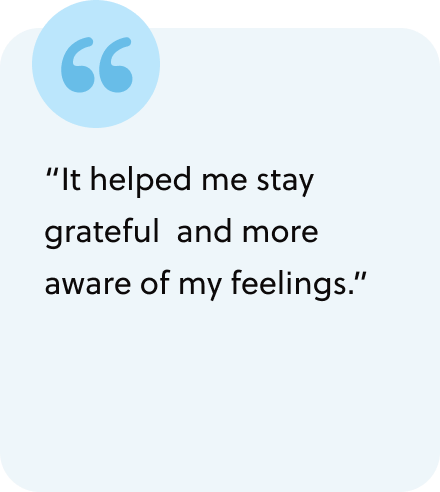 “It helped me stay
grateful  and more
aware of my feelings.”